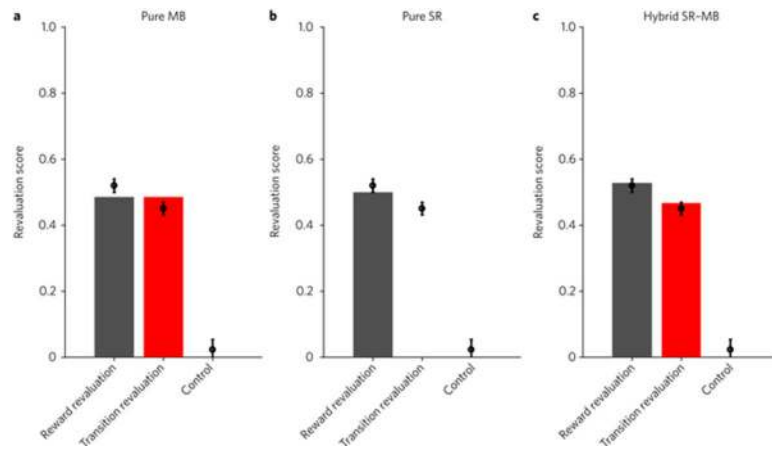 a Pure MB
1.0
0.8
0.6
0.4
0.2
0
Revaluation score
Reward revaluation
Transition revaluation
Control
b Pure SR
1.0
0.8
0.6
0.4
0.2
0
Revaluation score
Reward revaluation
Transition revaluation
Control
c Hybrid SR–MB
1.0
0.8
0.6
0.4
0.2
0
Revaluation score
Reward revaluation
Transition revaluation
Control